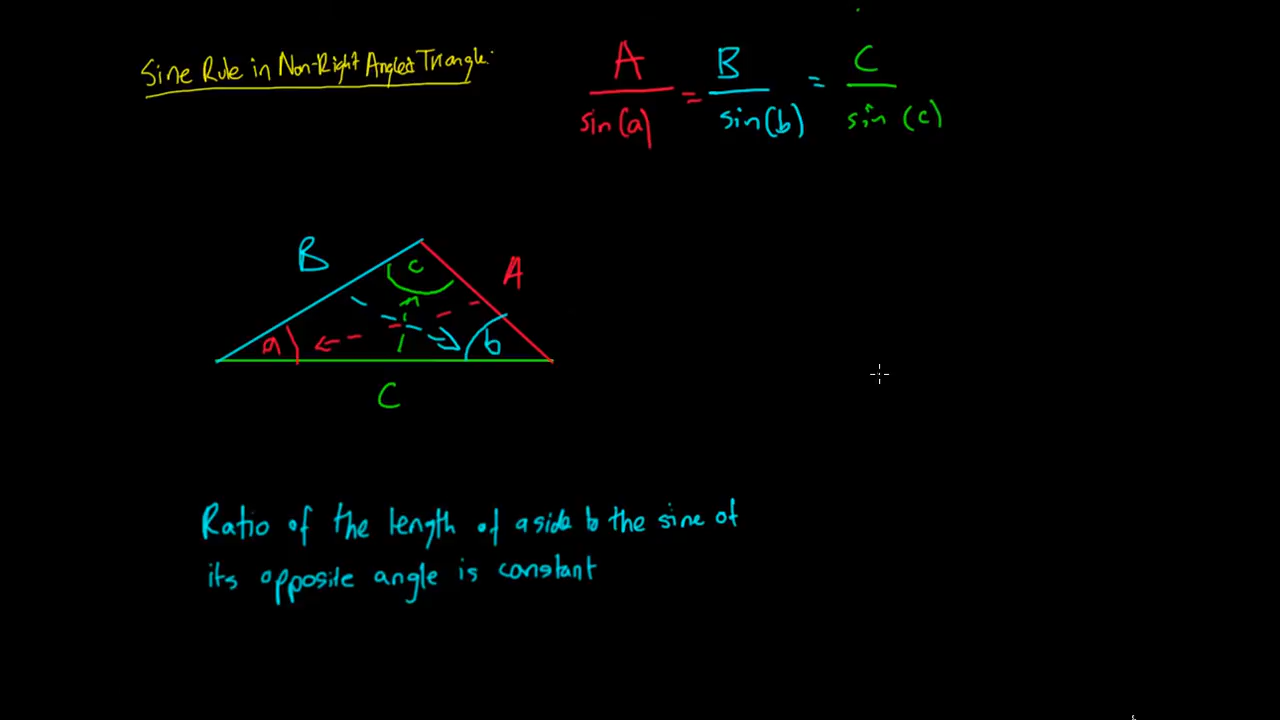 Sine Rule in Non-Right Angled Triangle:
A/sin(a) = B/sin(b) = C/sin(c)
B c A
a b
C
Ratio of the length of a side to the sine of
its opposite angle is constant